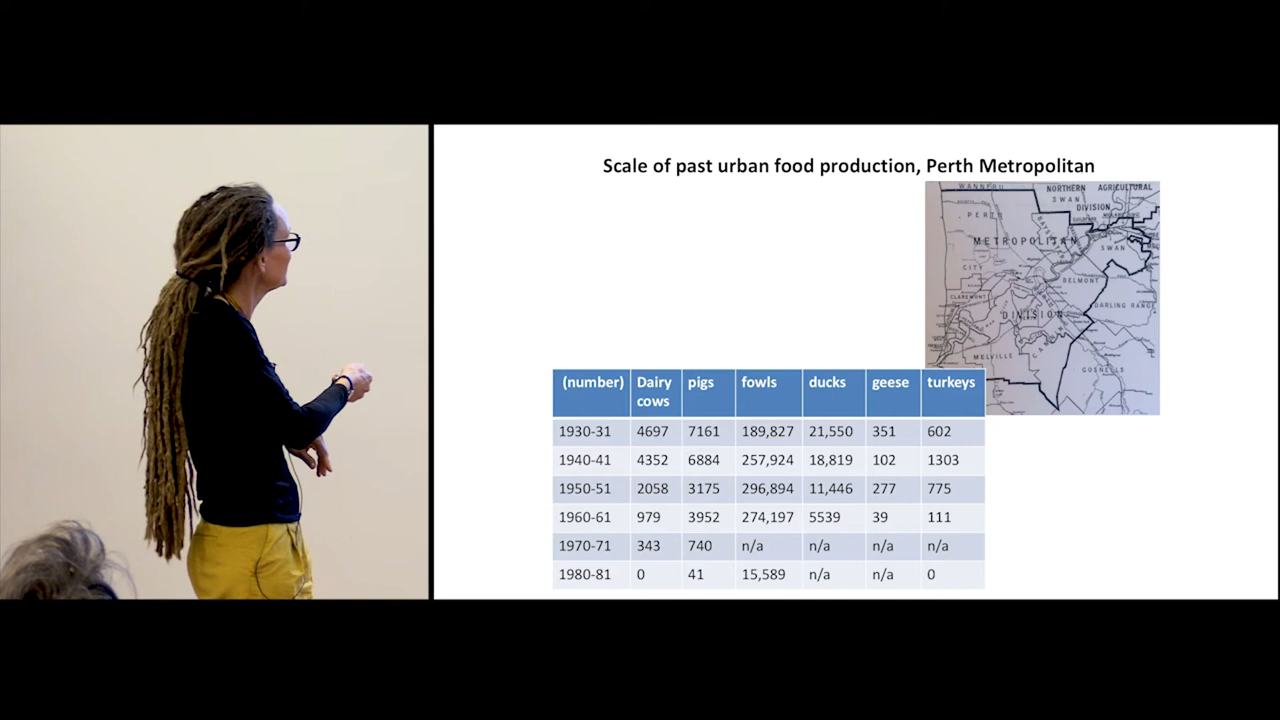 Scale of past urban food production, Perth Metropolitan
WANNEROO
NORTHERN AGRICULTURAL
SWAN
DIVISION
PERTH
METROPOLITAN
SWAN
CITY
BELMONT
CLAREMONT
DARLING RANGE
DIVISION
MELVILLE
GOSNELLS
(number) Dairy cows pigs fowls ducks geese turkeys
1930-31 4697 7161 189,827 21,550 351 602
1940-41 4352 6884 257,924 18,819 102 1303
1950-51 2058 3175 296,894 11,446 277 775
1960-61 979 3952 274,197 5539 39 111
1970-71 343 740 n/a n/a n/a n/a
1980-81 0 41 15,589 n/a n/a 0